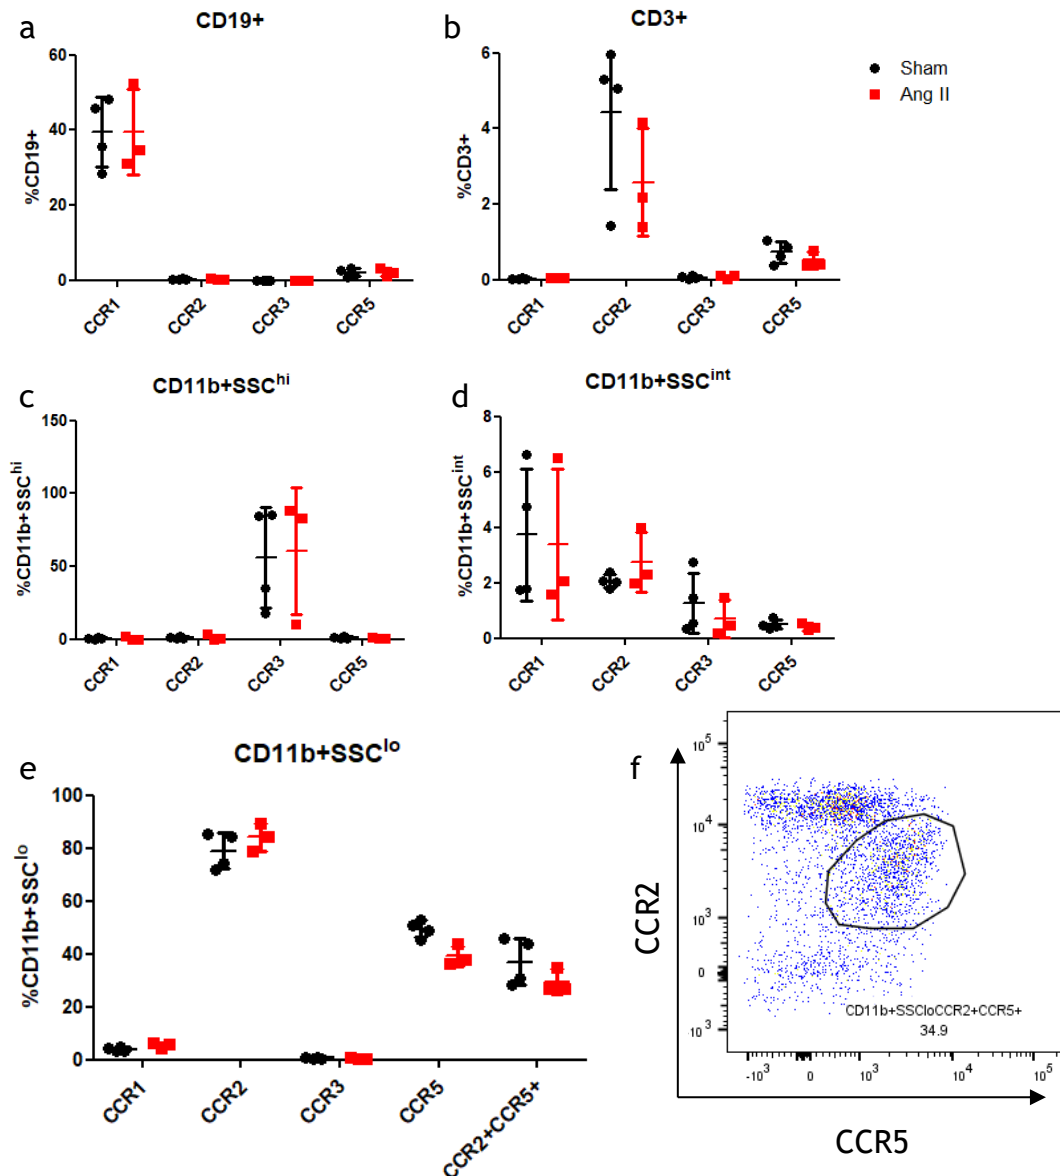 a
CD19+
60
40
20
0
%CD19+
CCR1
CCR2
CCR3
CCR5
b
CD3+
6
4
2
0
%CD3+
CCR1
CCR2
CCR3
CCR5
Sham
Ang II
c
CD11b+SSChi
150
100
50
0
%CD11b+SSChi
CCR1
CCR2
CCR3
CCR5
d
CD11b+SSCint
8
6
4
2
0
%CD11b+SSCint
CCR1
CCR2
CCR3
CCR5
e
CD11b+SSClo
100
80
60
40
20
0
%CD11b+SSClo
CCR1
CCR2
CCR3
CCR5
CCR2+CCR5+
f
10^5
10^4
10^3
0
10^3
CCR2
CD11b+SSCloCCR2+CCR5+
34.9
-10^3
0
10^3
10^4
10^5
CCR5